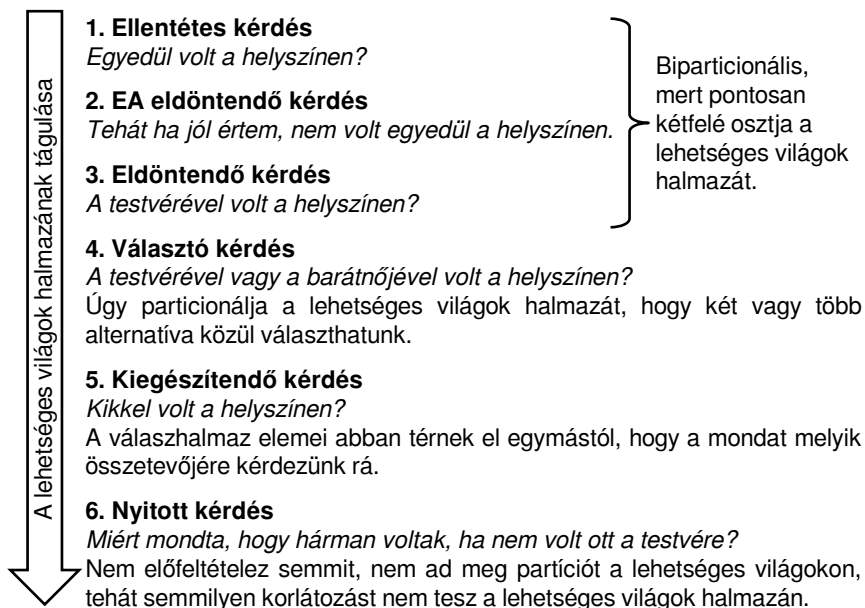 A lehetséges világok halmazának tágulása
1. Ellentétes kérdés
Egyedül volt a helyszínen?
2. EA eldöntendő kérdés
Tehát ha jól értem, nem volt egyedül a helyszínen.
3. Eldöntendő kérdés
A testvérével volt a helyszínen?
Biparticionális,
mert pontosan
kétfelé osztja a
lehetséges világok
halmazát.
4. Választó kérdés
A testvérével vagy a barátnőjével volt a helyszínen?
Úgy particionálja a lehetséges világok halmazát, hogy két vagy több
alternatíva közül választhatunk.
5. Kiegészítendő kérdés
Kikkel volt a helyszínen?
A válaszhalmaz elemei abban térnek el egymástól, hogy a mondat melyik
összetevőjére kérdezünk rá.
6. Nyitott kérdés
Miért mondta, hogy hárman voltak, ha nem volt ott a testvére?
Nem előfeltételez semmit, nem ad meg partíciót a lehetséges világokon,
tehát semmilyen korlátozást nem tesz a lehetséges világok halmazán.